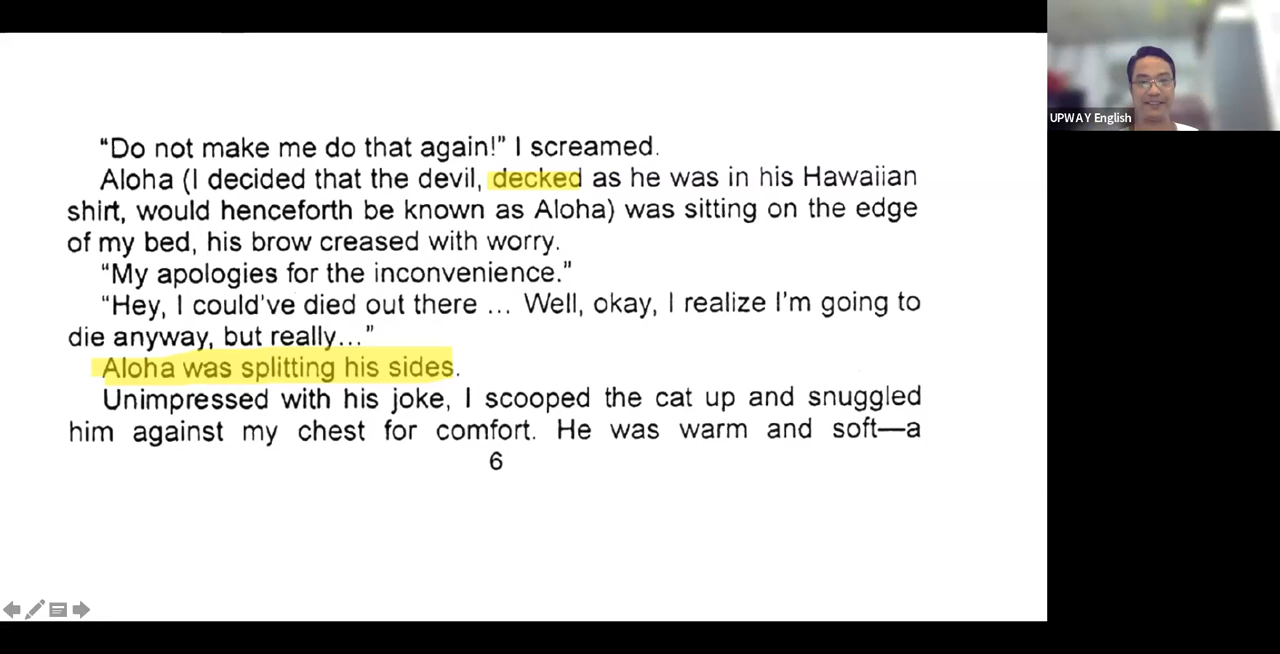 “Do not make me do that again!” I screamed.
Aloha (I decided that the devil, decked as he was in his Hawaiian
shirt, would henceforth be known as Aloha) was sitting on the edge
of my bed, his brow creased with worry.
“My apologies for the inconvenience.”
“Hey, I could've died out there ... Well, okay, I realize I'm going to
die anyway, but really...”
Aloha was splitting his sides.
Unimpressed with his joke, I scooped the cat up and snuggled
him against my chest for comfort. He was warm and soft—a
6
UPWAY English